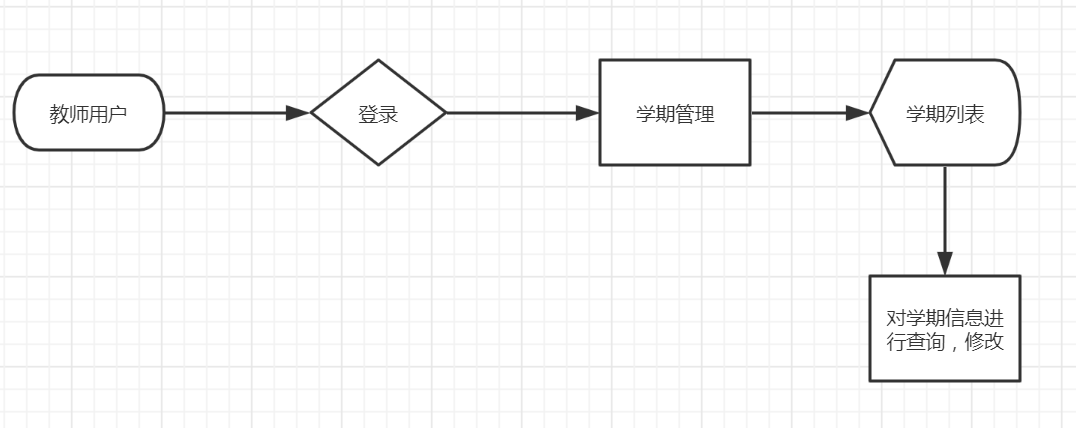 教师用户
登录
学期管理
学期列表
对学期信息进
行查询，修改